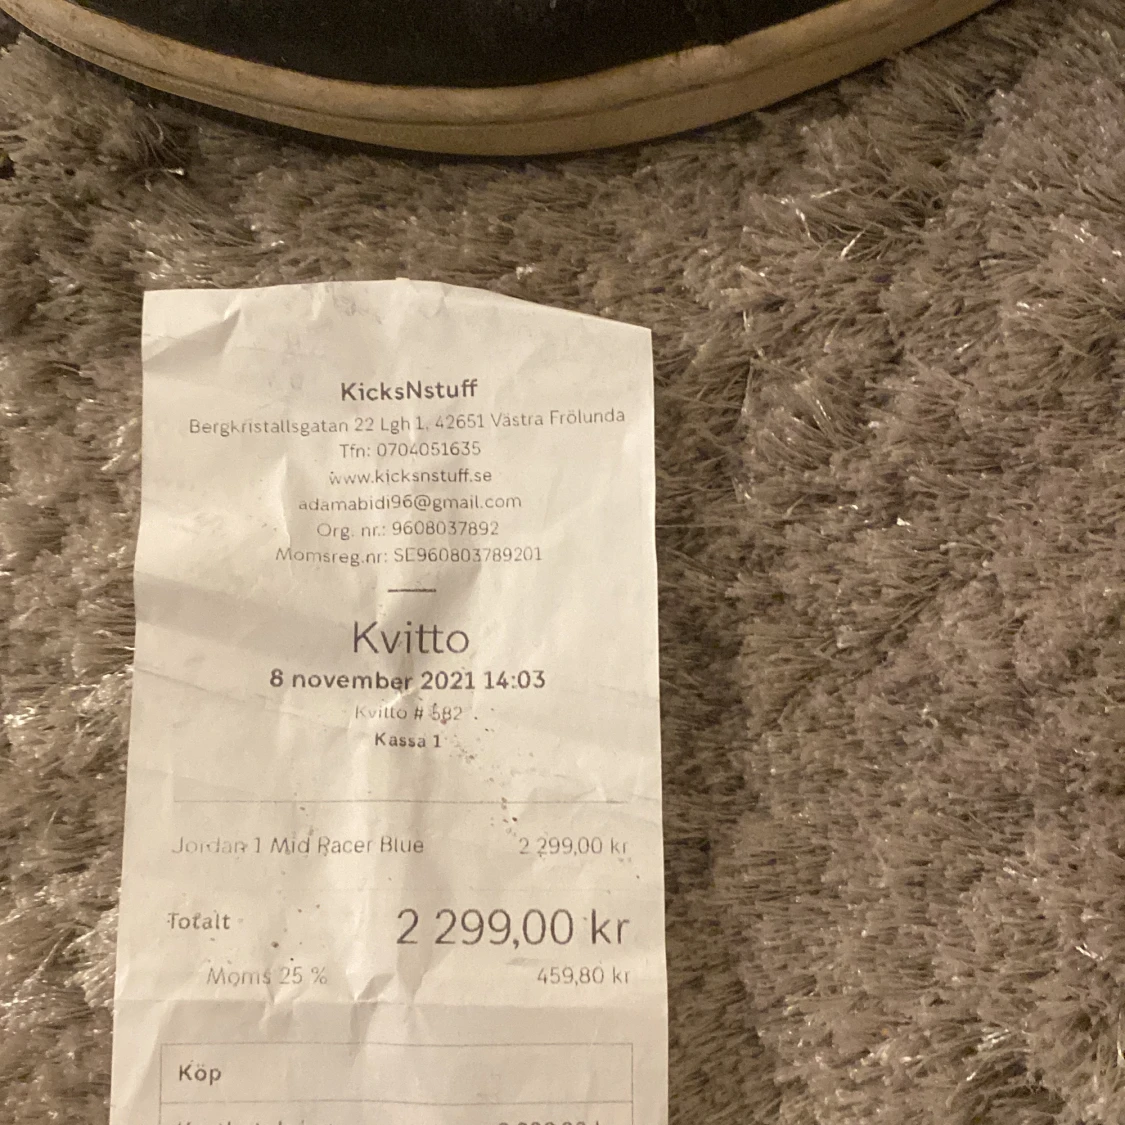 KicksNstuff
Bergkristallsgatan 22 Lgh 1, 42651 Västra Frölunda
Tfn: 0704051635
www.kicksnstuff.se
adamabidi96@gmail.com
Org. nr.: 9608037892
Momsreg.nr: SE960803789201
Kvitto
8 november 2021 14:03
Kvitto # 582
Kassa 1
Jordan 1 Mid Racer Blue 2 299,00 kr
Totalt 2 299,00 kr
Moms 25 % 459,80 kr
Köp